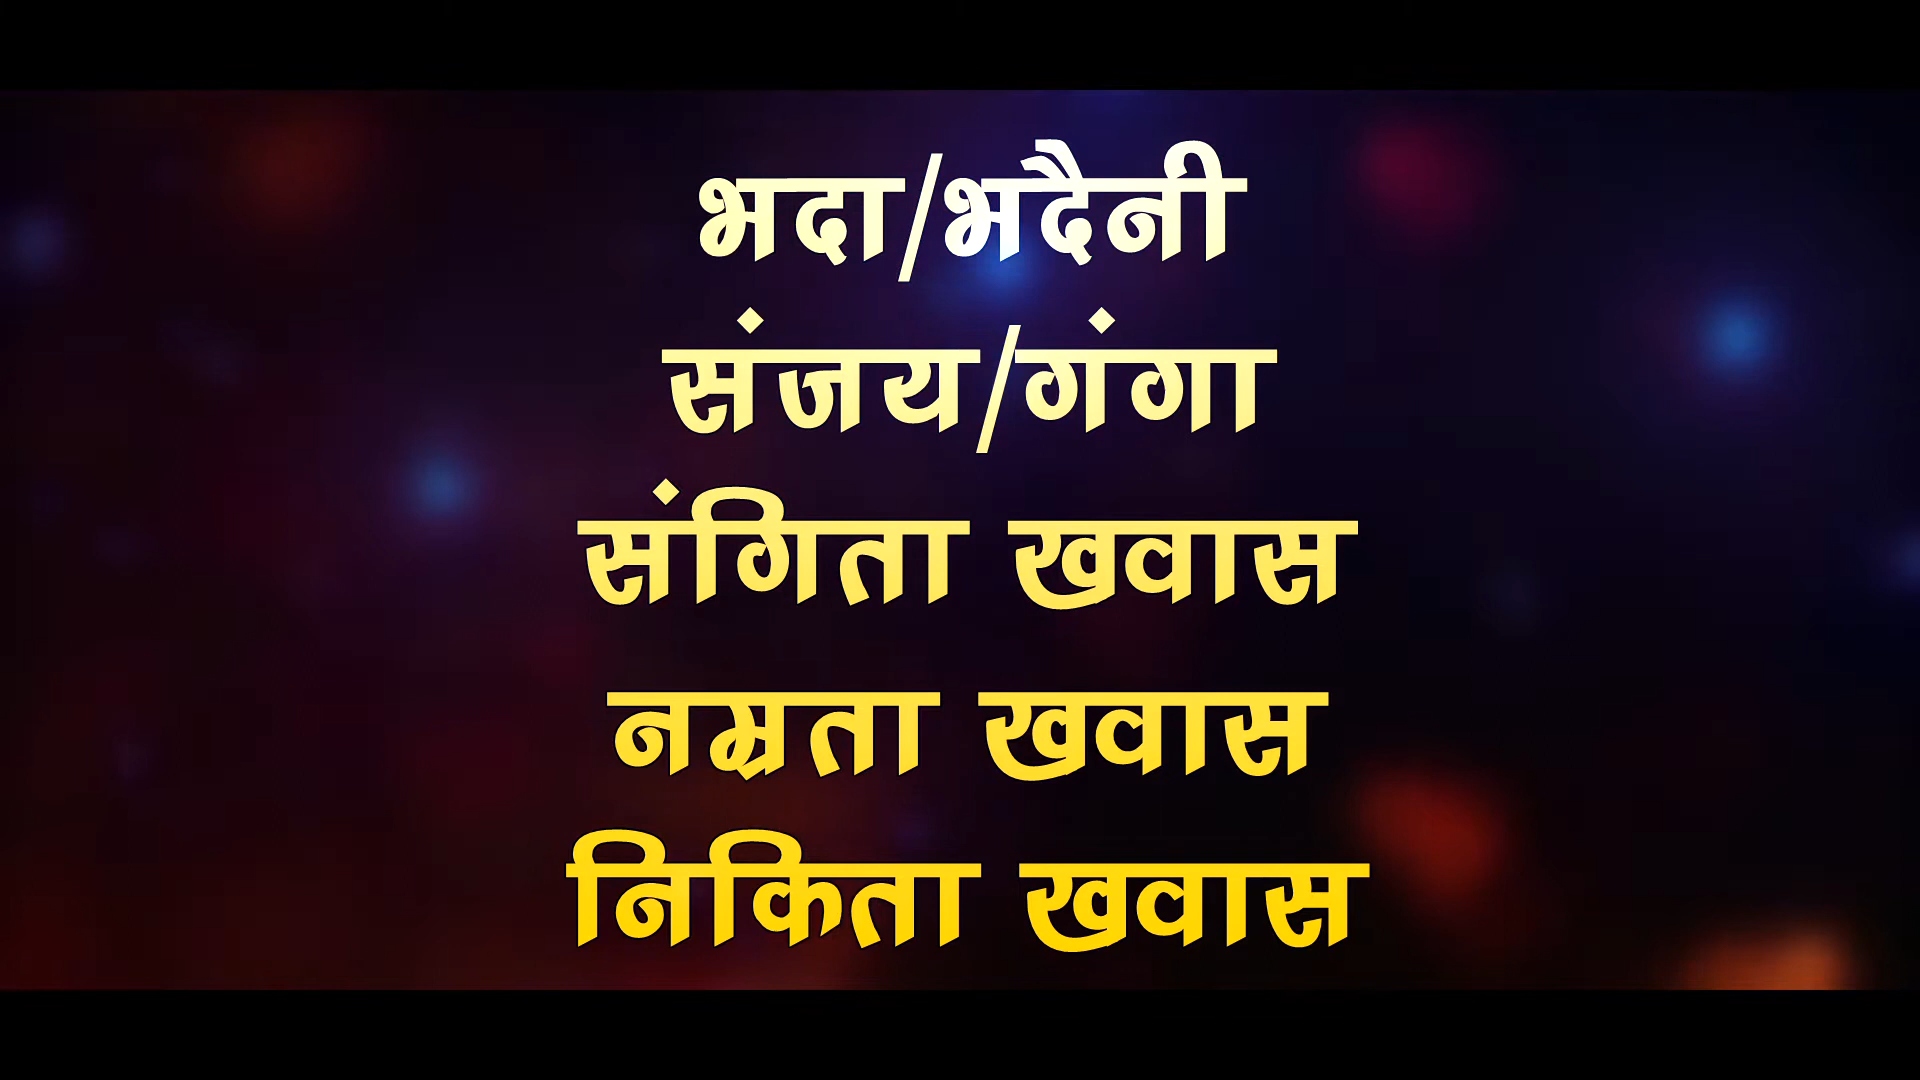 भदा/भदैनी
संजय/गंगा
संगिता खवास
नम्रता खवास
निकिता खवास